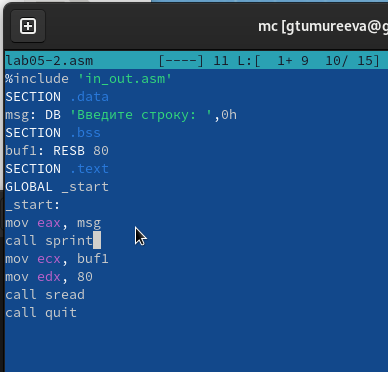 mc [gtumureeva@g
lab05-2.asm [----] 11 L:[ 1+ 9 10/ 15]
%include 'in_out.asm'
SECTION .data
msg: DB 'Введите строку: ',0h
SECTION .bss
buf1: RESB 80
SECTION .text
GLOBAL _start
_start:
mov eax, msg
call sprint
mov ecx, buf1
mov edx, 80
call sread
call quit